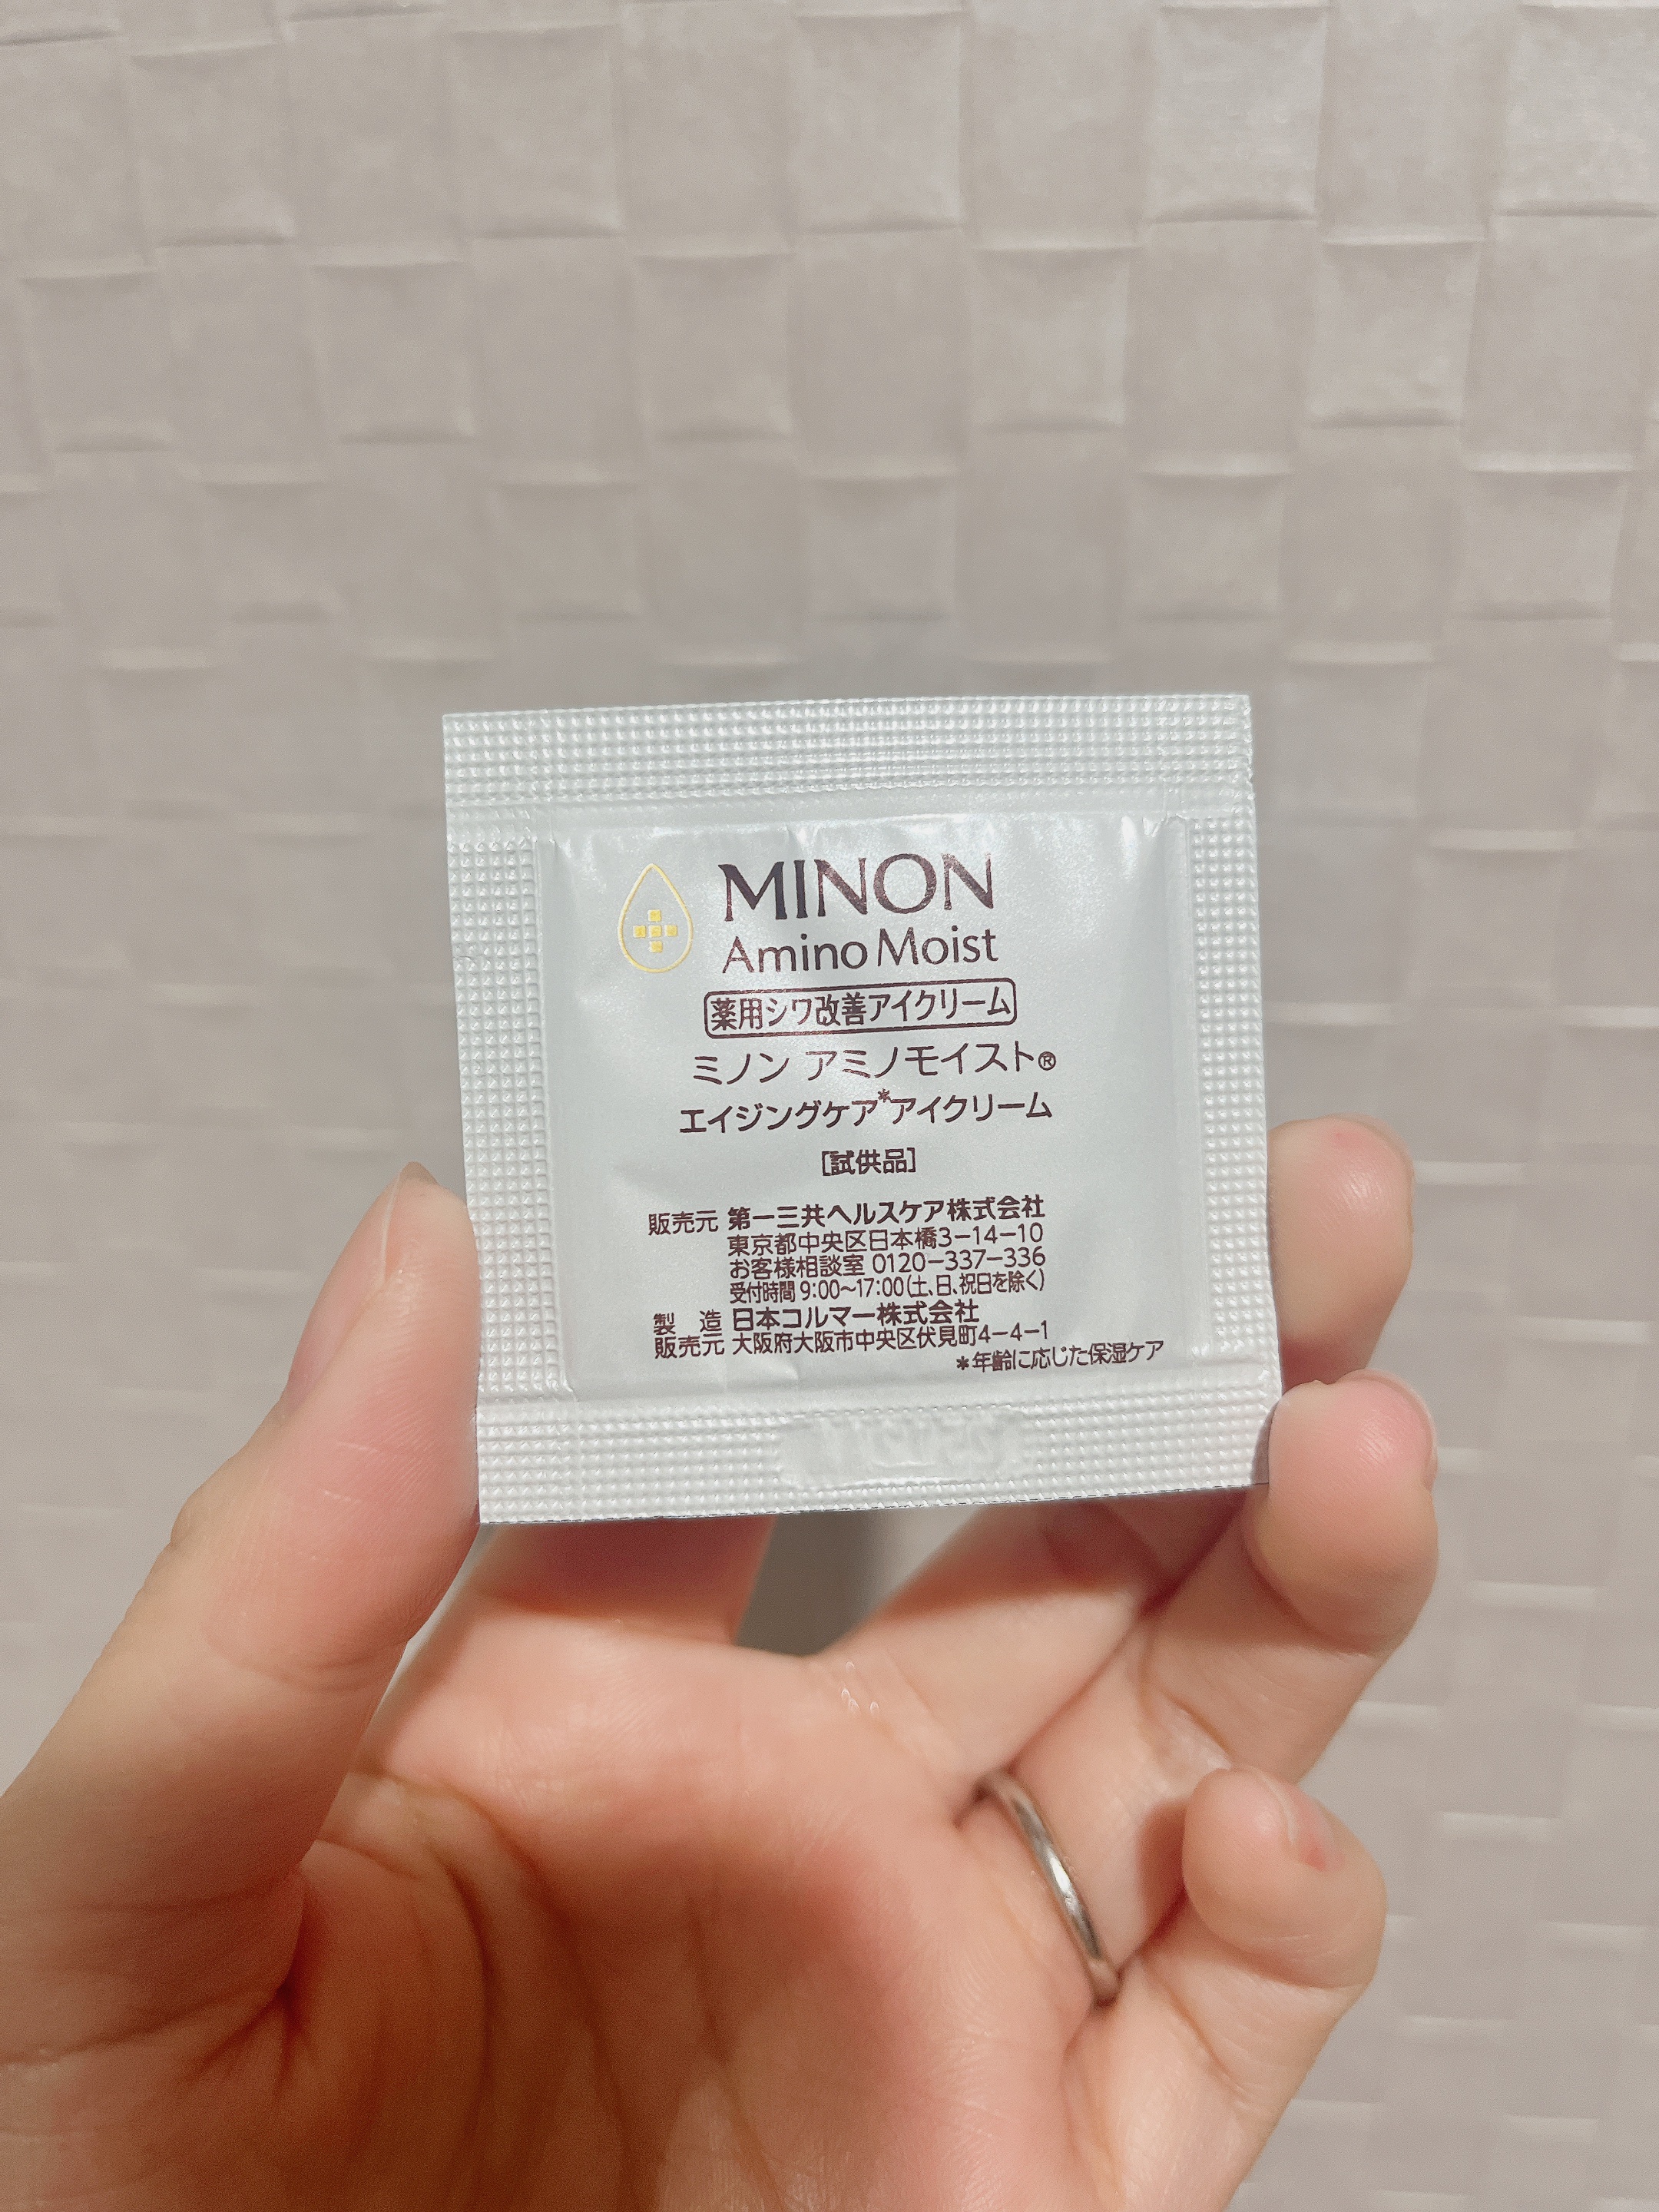 MINON
Amino Moist
薬用シワ改善アイクリーム
ミノン アミノモイスト®
エイジングケア*アイクリーム
[試供品]
販売元 第一三共ヘルスケア株式会社
東京都中央区日本橋3-14-10
お客様相談室 0120-337-336
受付時間 9:00~17:00(土、日、祝日を除く)
製 造 日本コルマー株式会社
販売元 大阪府大阪市中央区伏見町4-4-1
*年齢に応じた保湿ケア